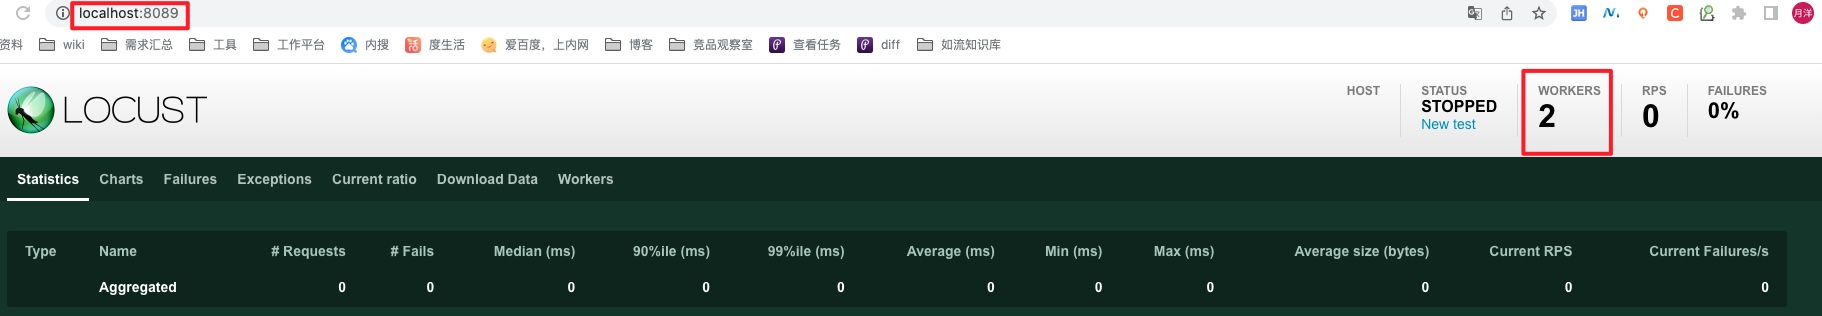 localhost:8089
JH
C
月洋
资料 wiki 需求汇总 工具 工作平台 内搜 度生活 爱百度，上内网 博客 竞品观察室 查看任务 diff 如流知识库
LOCUST
HOST STATUS WORKERS RPS FAILURES
STOPPED 2 0 0%
New test
Statistics Charts Failures Exceptions Current ratio Download Data Workers
Type Name # Requests # Fails Median (ms) 90%ile (ms) 99%ile (ms) Average (ms) Min (ms) Max (ms) Average size (bytes) Current RPS Current Failures/s
Aggregated 0 0 0 0 0 0 0 0 0 0 0